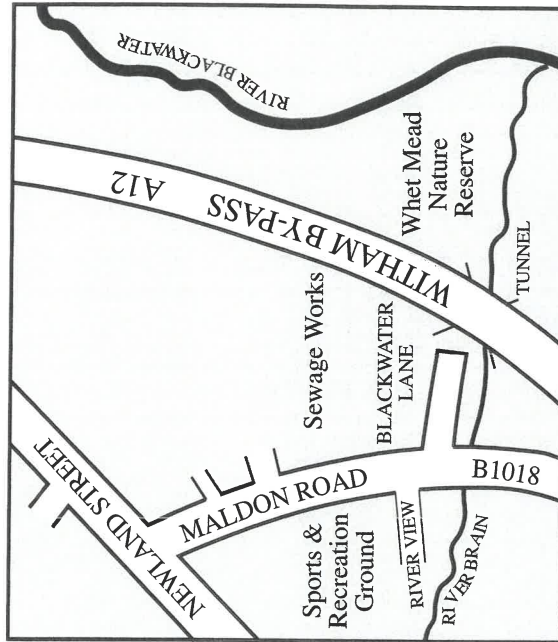 RIVER BLACKWATER
A12
WITHAM BY-PASS
Whet Mead
Nature
Reserve
TUNNEL
Sewage Works
BLACKWATER
LANE
NEWLAND STREET
MALDON ROAD
B1018
Sports &
Recreation
Ground
RIVER VIEW
RIVER BRAIN